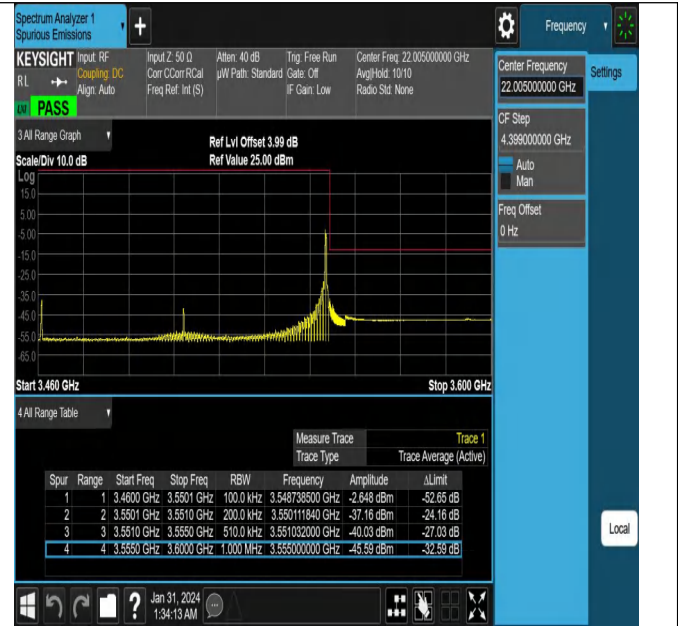 Spectrum Analyzer 1
Spurious Emissions
+
Frequency
KEYSIGHT Input: RF Input Z: 50 Ω Atten: 40 dB Trig: Free Run Center Freq: 22.005000000 GHz
RL Coupling: DC Corr CCorr RCal µW Path: Standard Gate: Off Avg|Hold: 10/10
Align: Auto Freq Ref: Int (S) IF Gain: Low Radio Std: None
PASS
Center Frequency
22.005000000 GHz
Settings
CF Step
4.399000000 GHz
Auto
Man
Freq Offset
0 Hz
3 All Range Graph
Ref Lvl Offset 3.99 dB
Scale/Div 10.0 dB Ref Value 25.00 dBm
Log
15.0
5.00
-5.00
-15.0
-25.0
-35.0
-45.0
-55.0
-65.0
Start 3.460 GHz Stop 3.600 GHz
4 All Range Table
Measure Trace Trace 1
Trace Type Trace Average (Active)
Spur Range Start Freq Stop Freq RBW Frequency Amplitude ΔLimit
1 1 3.4600 GHz 3.5501 GHz 100.0 kHz 3.548738500 GHz -2.648 dBm -52.65 dB
2 2 3.5501 GHz 3.5510 GHz 200.0 kHz 3.550111840 GHz -37.16 dBm -24.16 dB
3 3 3.5510 GHz 3.5550 GHz 510.0 kHz 3.551032000 GHz -40.03 dBm -27.03 dB
4 4 3.5550 GHz 3.6000 GHz 1.000 MHz 3.555000000 GHz -45.59 dBm -32.59 dB
Local
? Jan 31, 2024
1:34:13 AM